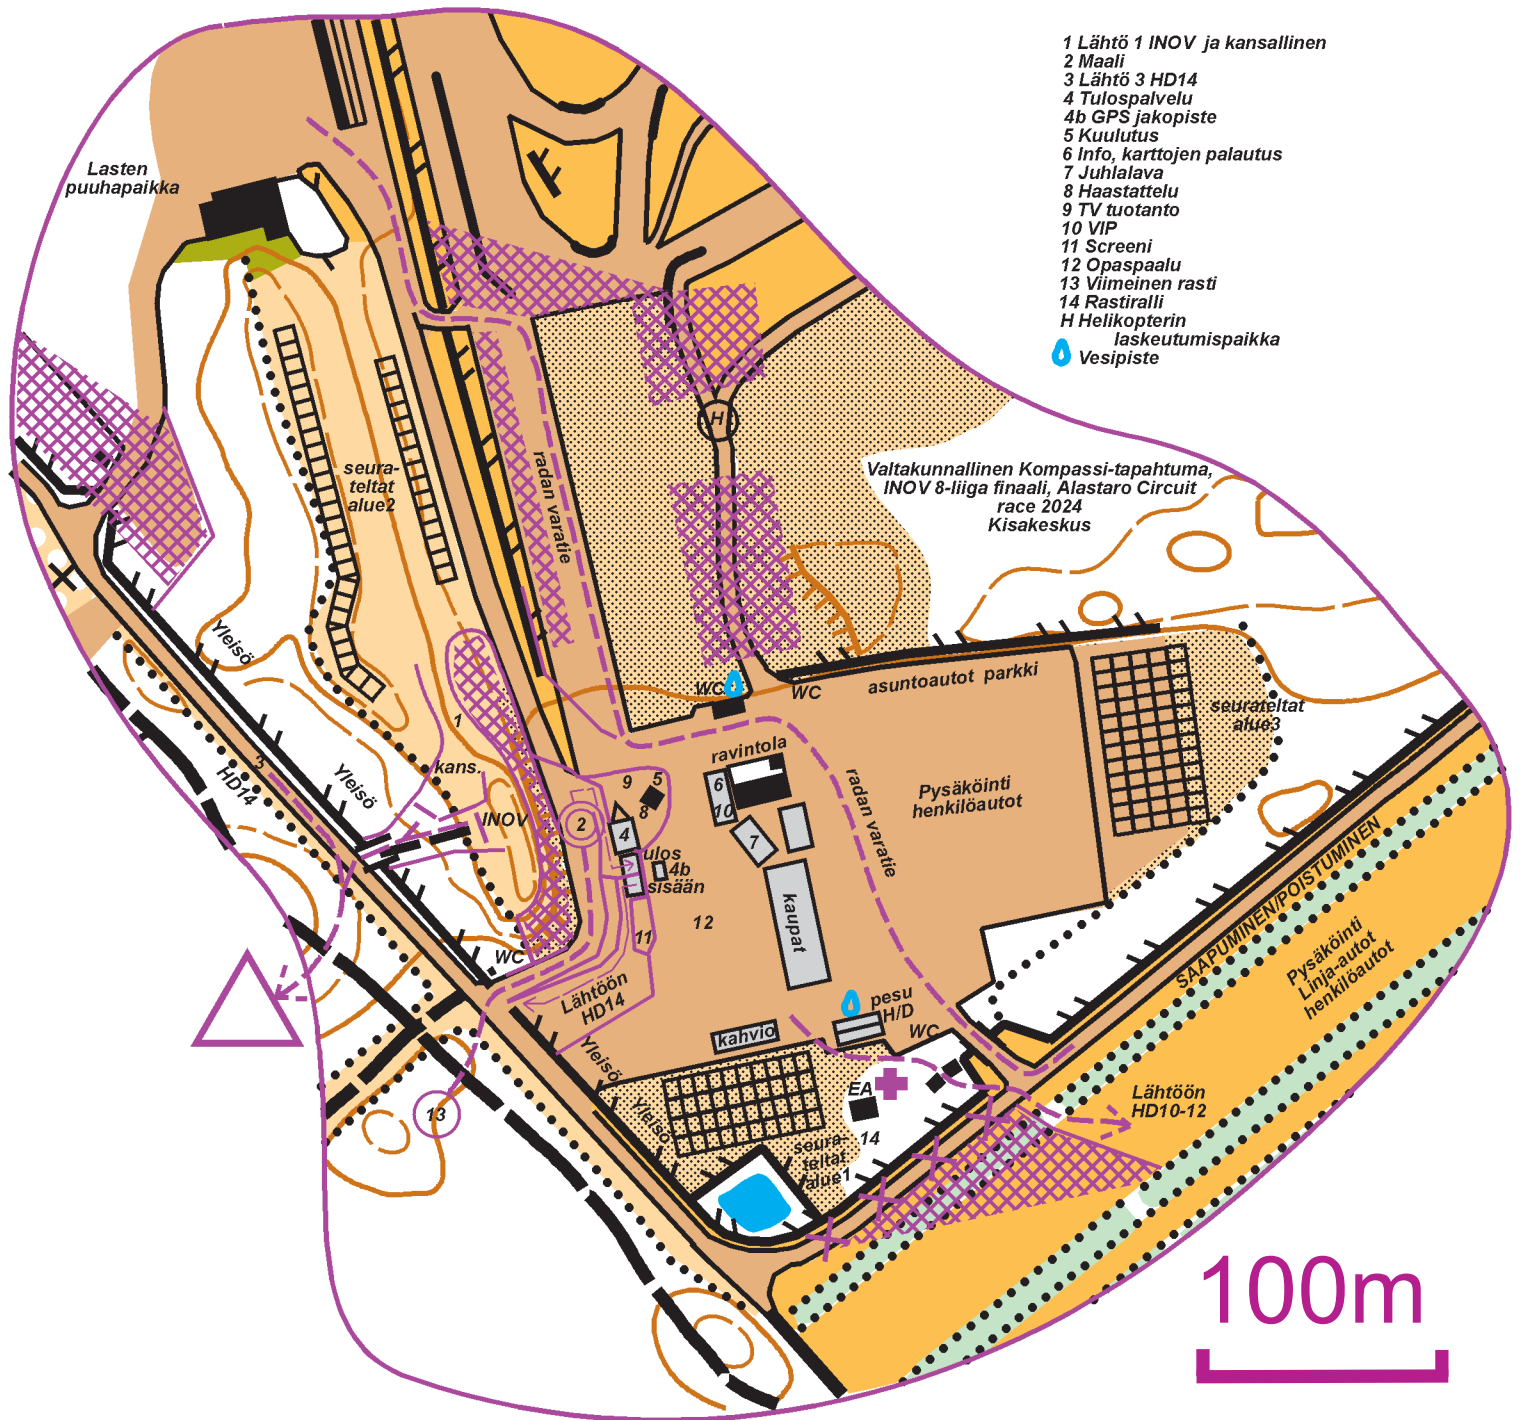 1 Lähtö 1 INOV ja kansallinen
2 Maali
3 Lähtö 3 HD14
4 Tulospalvelu
4b GPS jakopiste
5 Kuulutus
6 Info, karttojen palautus
7 Juhlalava
8 Haastattelu
9 TV tuotanto
10 VIP
11 Screeni
12 Opaspaalu
13 Viimeinen rasti
14 Rastiralli
H Helikopterin
laskeutumispaikka
Vesipiste
Lasten
puuhapaikka
H
seura-
teltat
alue2
radan varatie
Valtakunnallinen Kompassi-tapahtuma,
INOV 8-liiga finaali, Alastaro Circuit
race 2024
Kisakeskus
Yleisö
WC
WC
asuntoautot parkki
seurateltat
alue3
1
3
HD14
Yleisö
kans.
INOV
ravintola
9
5
8
6
10
2
4
7
radan varatie
Pysäköinti
henkilöautot
ulos
4b
sisään
kaupat
12
11
WC
Lähtöön
HD14
SAAPUMINEN/POISTUMINEN
Pysäköinti
Linja-autot
henkilöautot
pesu
H/D
WC
kahvio
Yleisö
Yleisö
EA
14
seura-
teltat
alue1
Lähtöön
HD10-12
13
100m